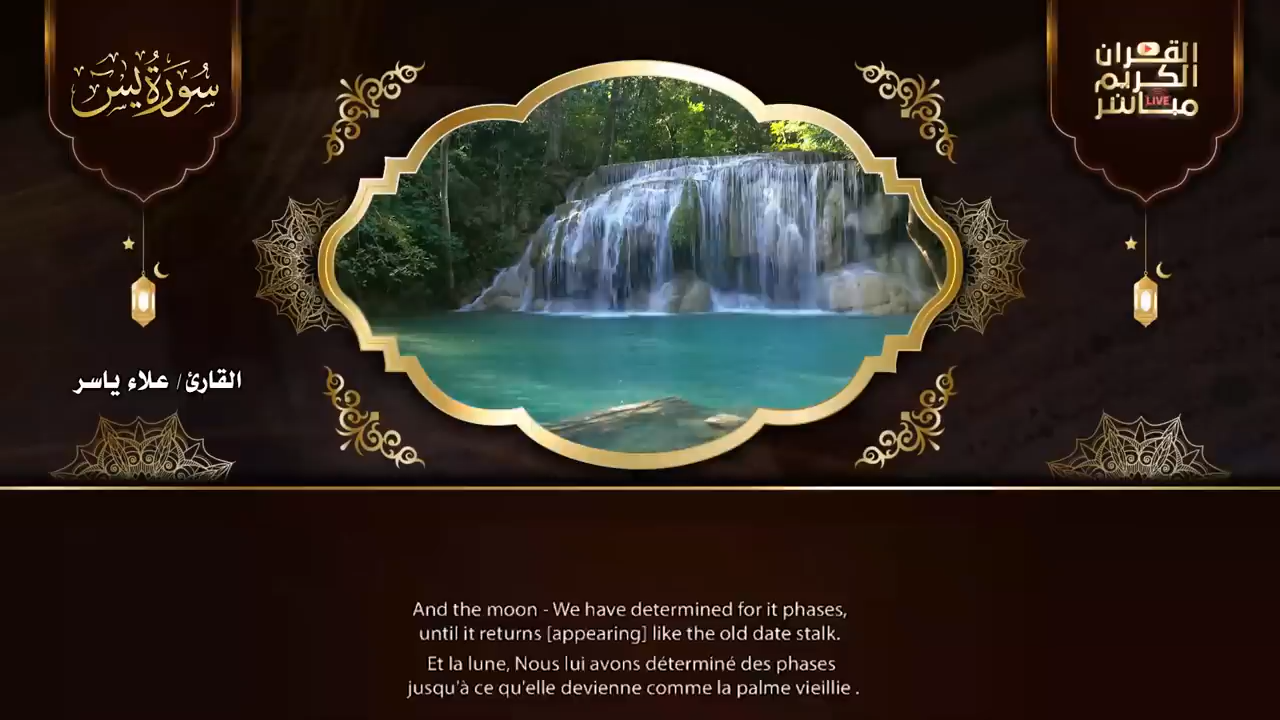 سُورَةُ يس
القرآن
الكريم
مباشر
LIVE
القارئ/ علاء ياسر
And the moon - We have determined for it phases,
until it returns [appearing] like the old date stalk.
Et la lune, Nous lui avons déterminé des phases
jusqu'à ce qu'elle devienne comme la palme vieillie .